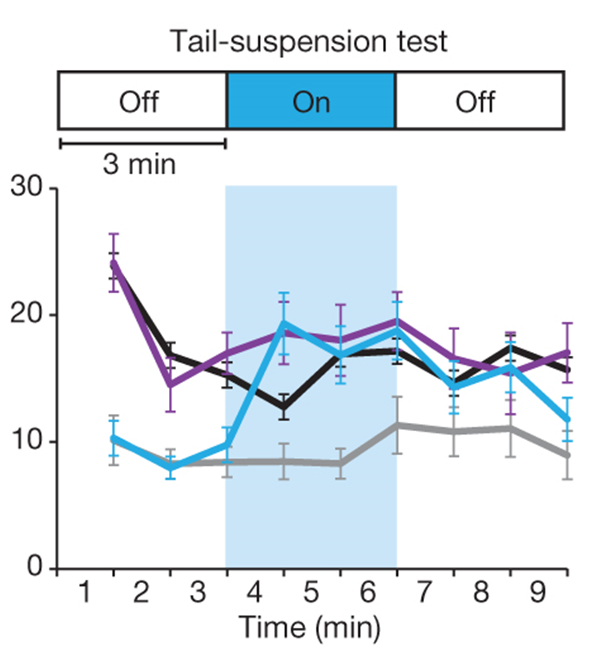 Tail-suspension test
Off On Off
3 min
30
20
10
0
1 2 3 4 5 6 7 8 9
Time (min)